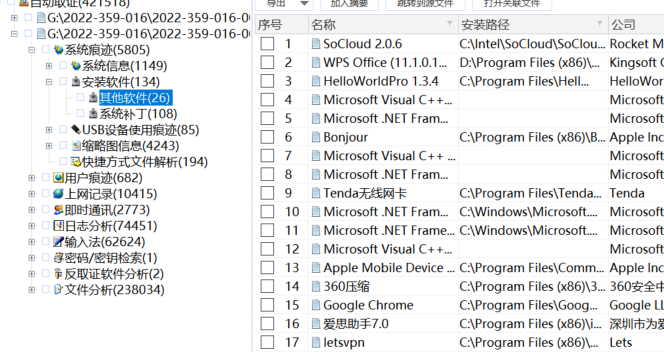 自动取证(421518)
G:\2022-359-016\2022-359-016-0
G:\2022-359-016\2022-359-016-0
系统痕迹(5805)
系统信息(1149)
安装软件(134)
其他软件(26)
系统补丁(108)
USB设备使用痕迹(85)
缩略图信息(4243)
快捷方式文件解析(194)
用户痕迹(682)
上网记录(10415)
即时通讯(2773)
日志分析(74451)
输入法(62624)
密码/密钥检索(1)
反取证软件分析(2)
文件分析(238034)
导出 加入摘要 跳转到源文件 打开关联文件
序号 名称 安装路径 公司
1 SoCloud 2.0.6 C:\Intel\SoCloud\SoClou... Rocket M
2 WPS Office (11.1.0.1... D:\Program Files (x86)\... Kingsoft C
3 HelloWorldPro 1.3.4 C:\Program Files\Hell... HelloWorl
4 Microsoft Visual C++... Microsoft
5 Microsoft .NET Fram... Microsoft
6 Bonjour C:\Program Files (x86)\B... Apple Inc
7 Microsoft Visual C++ ... Microsoft
8 Microsoft .NET Fram... Microsoft
9 Tenda无线网卡 C:\Program Files\Tenda... Tenda
10 Microsoft .NET Frame... C:\Windows\Microsoft.... Microsoft
11 Microsoft .NET Frame... C:\Windows\Microsoft.... Microsoft
12 Microsoft Visual C++... Microsoft
13 Apple Mobile Device ... C:\Program Files\Comm... Apple Inc
14 360压缩 C:\Program Files (x86)\3... 360安全中
15 Google Chrome C:\Program Files\Goog... Google LL
16 爱思助手7.0 C:\Program Files (x86)\i... 深圳市为爱
17 letsvpn C:\Program Files (x86)\l... Lets